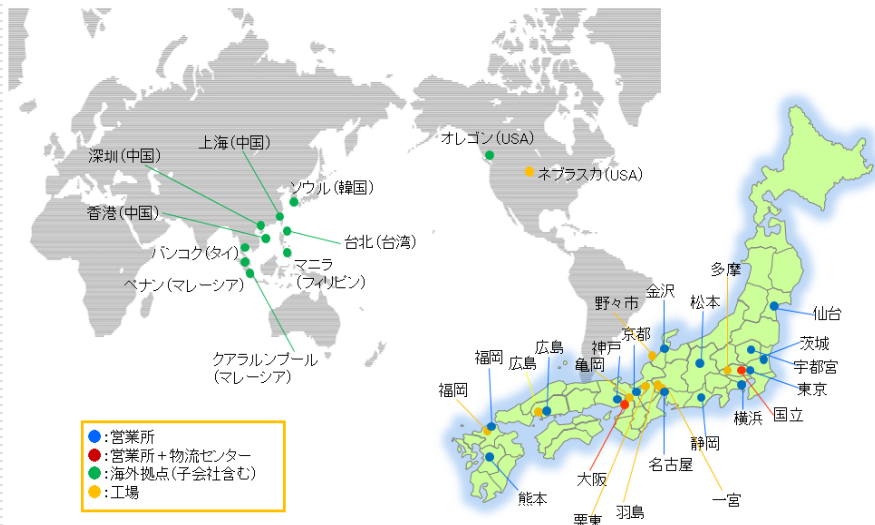 オレゴン(USA)
ネブラスカ(USA)
上海(中国)
深圳(中国)
ソウル(韓国)
香港(中国)
台北(台湾)
バンコク(タイ)
マニラ
(フィリピン)
ペナン(マレーシア)
クアラルンプール
(マレーシア)
多摩
金沢
松本
野々市
仙台
京都
茨城
神戸
広島
宇都宮
福岡
広島
亀岡
東京
福岡
横浜
国立
静岡
名古屋
大阪
熊本
羽島
一宮
栗東
:営業所
:営業所+物流センター
:海外拠点(子会社含む)
:工場